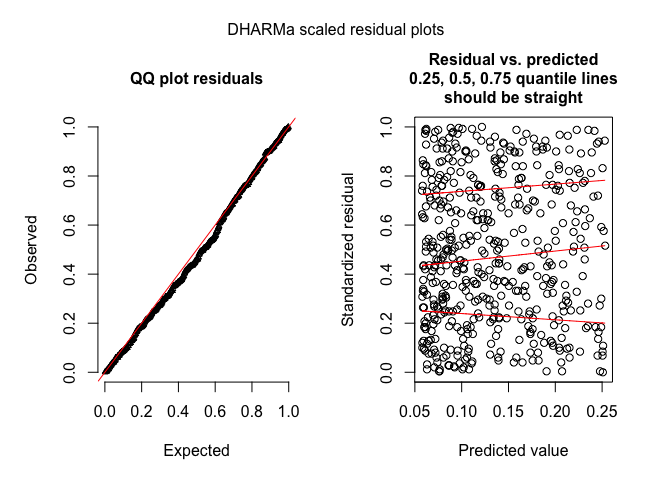 DHARMa scaled residual plots
QQ plot residuals
Observed
0.0 0.2 0.4 0.6 0.8 1.0
0.0 0.2 0.4 0.6 0.8 1.0
Expected
Residual vs. predicted
0.25, 0.5, 0.75 quantile lines
should be straight
Standardized residual
0.0 0.2 0.4 0.6 0.8 1.0
0.05 0.10 0.15 0.20 0.25
Predicted value